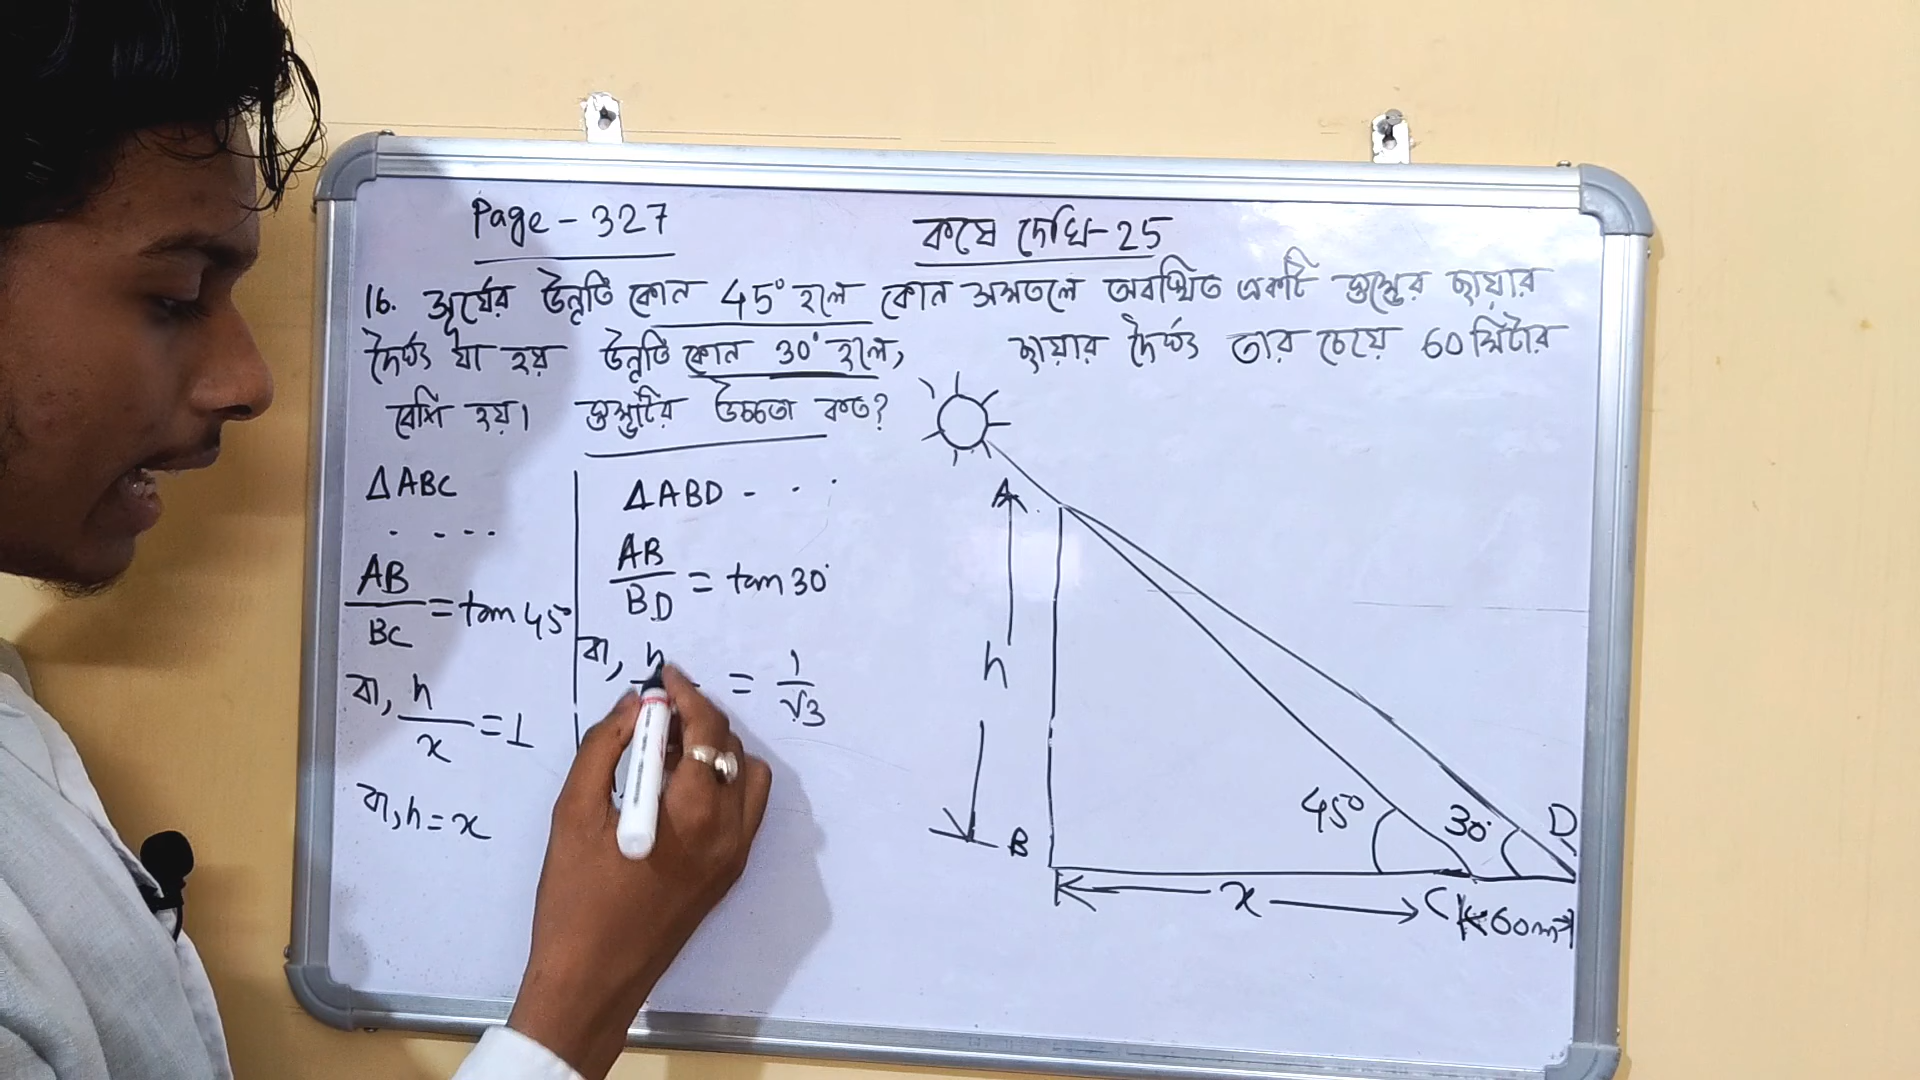 Page - 327
কষে দেখি-25
16. সূর্যের উন্নতি কোন 45° হলে কোন সমতলে অবস্থিত একটি স্তম্ভের ছায়ার
দৈর্ঘ্য যা হয় উন্নতি কোন 30° হলে, ছায়ার দৈর্ঘ্য তার চেয়ে 60 মিটার
বেশি হয়। স্তম্ভটির উচ্চতা কত?
ΔABC
. . . .
AB/BC = tan 45°
বা, h/x = 1
বা, h = x
ΔABD - . .
AB/BD = tan 30°
বা, h = 1/√3
A
h
B
45°
30°
D
x
C
60m